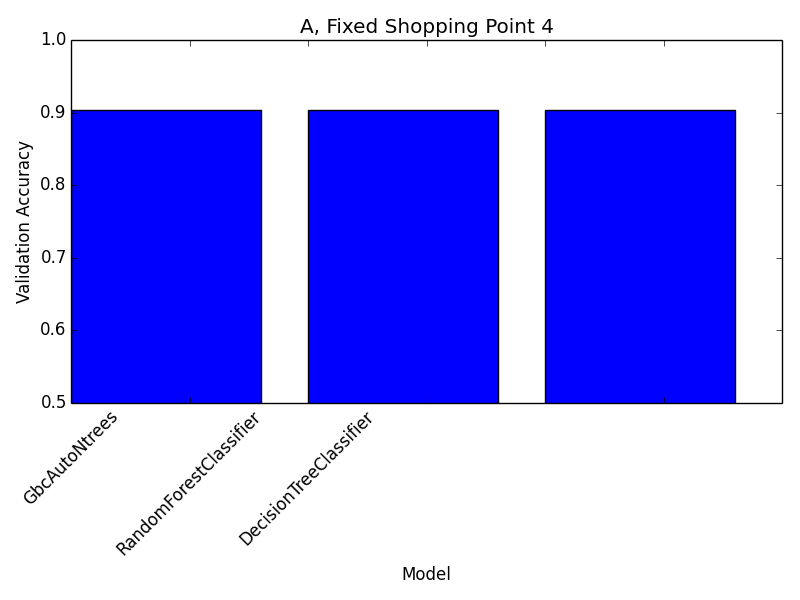 A, Fixed Shopping Point 4
1.0
0.9
0.8
0.7
0.6
0.5
Validation Accuracy
GbcAutoNtrees
RandomForestClassifier
DecisionTreeClassifier
Model